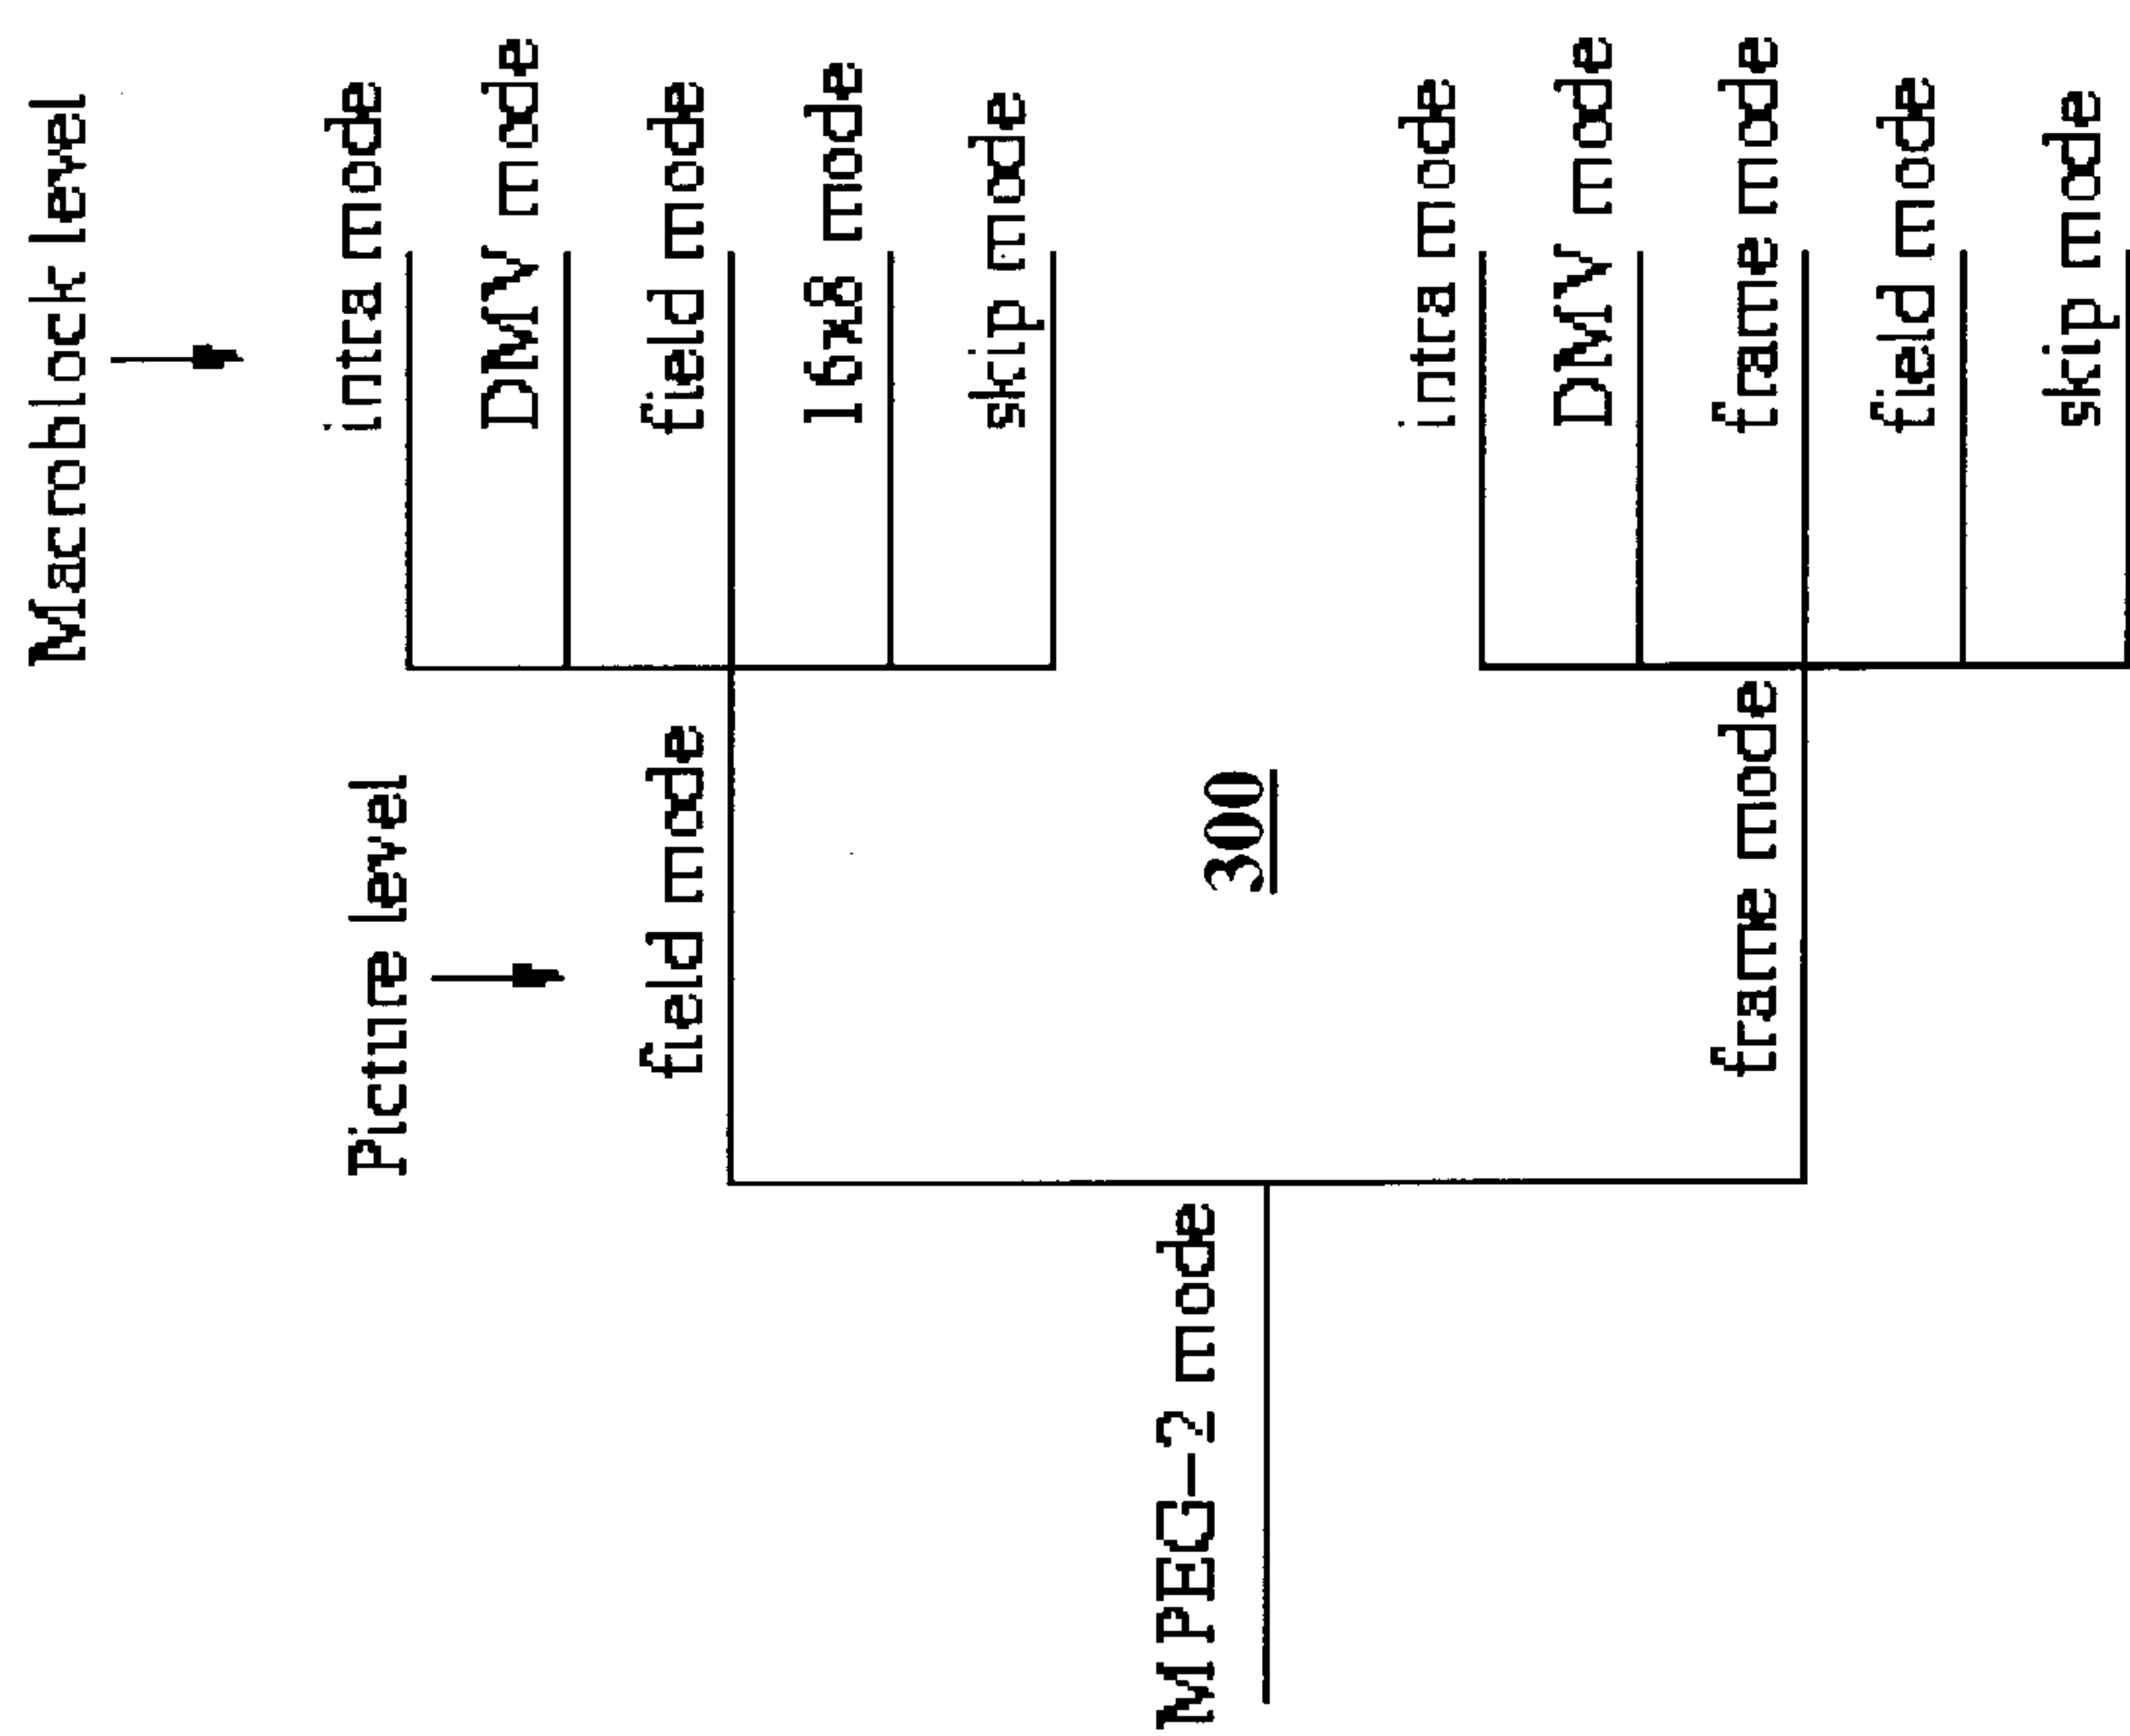 Macroblock level
Picture level
intra mode
DMV mode
field mode
field mode
16x8 mode
skip mode
MPEG-2 mode
300
intra mode
DMV mode
frame mode
frame mode
field mode
skip mode